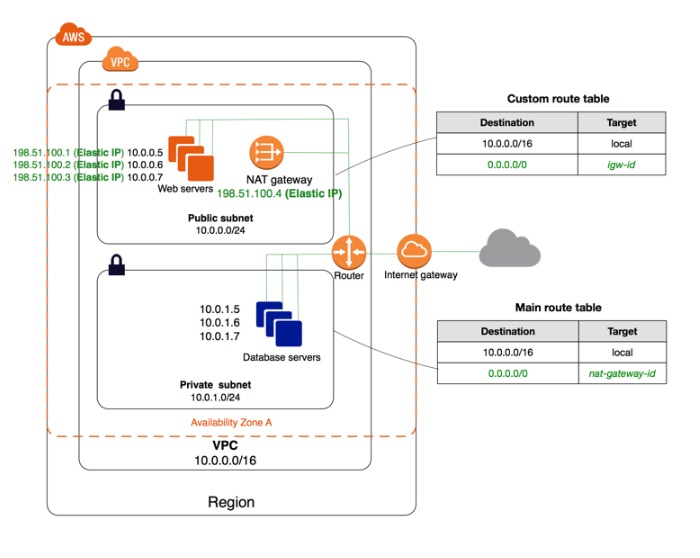 AWS
VPC
198.51.100.1 (Elastic IP) 10.0.0.5
198.51.100.2 (Elastic IP) 10.0.0.6
198.51.100.3 (Elastic IP) 10.0.0.7
Web servers
NAT gateway
198.51.100.4 (Elastic IP)
Public subnet
10.0.0.0/24
Router
Internet gateway
10.0.1.5
10.0.1.6
10.0.1.7
Database servers
Private subnet
10.0.1.0/24
Availability Zone A
VPC
10.0.0.0/16
Region
Custom route table
Destination Target
10.0.0.0/16 local
0.0.0.0/0 igw-id
Main route table
Destination Target
10.0.0.0/16 local
0.0.0.0/0 nat-gateway-id